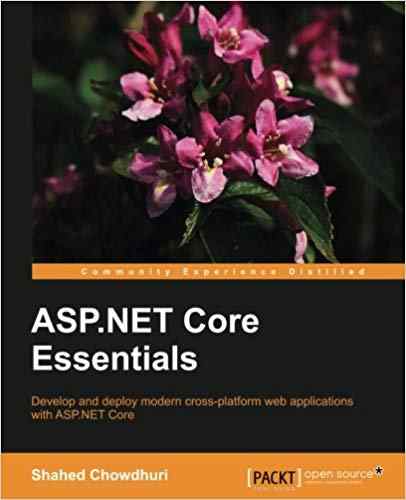 Community Experience Distilled
ASP.NET Core
Essentials
Develop and deploy modern cross-platform web applications
with ASP.NET Core
Shahed Chowdhuri
[PACKT] open source*
PUBLISHING